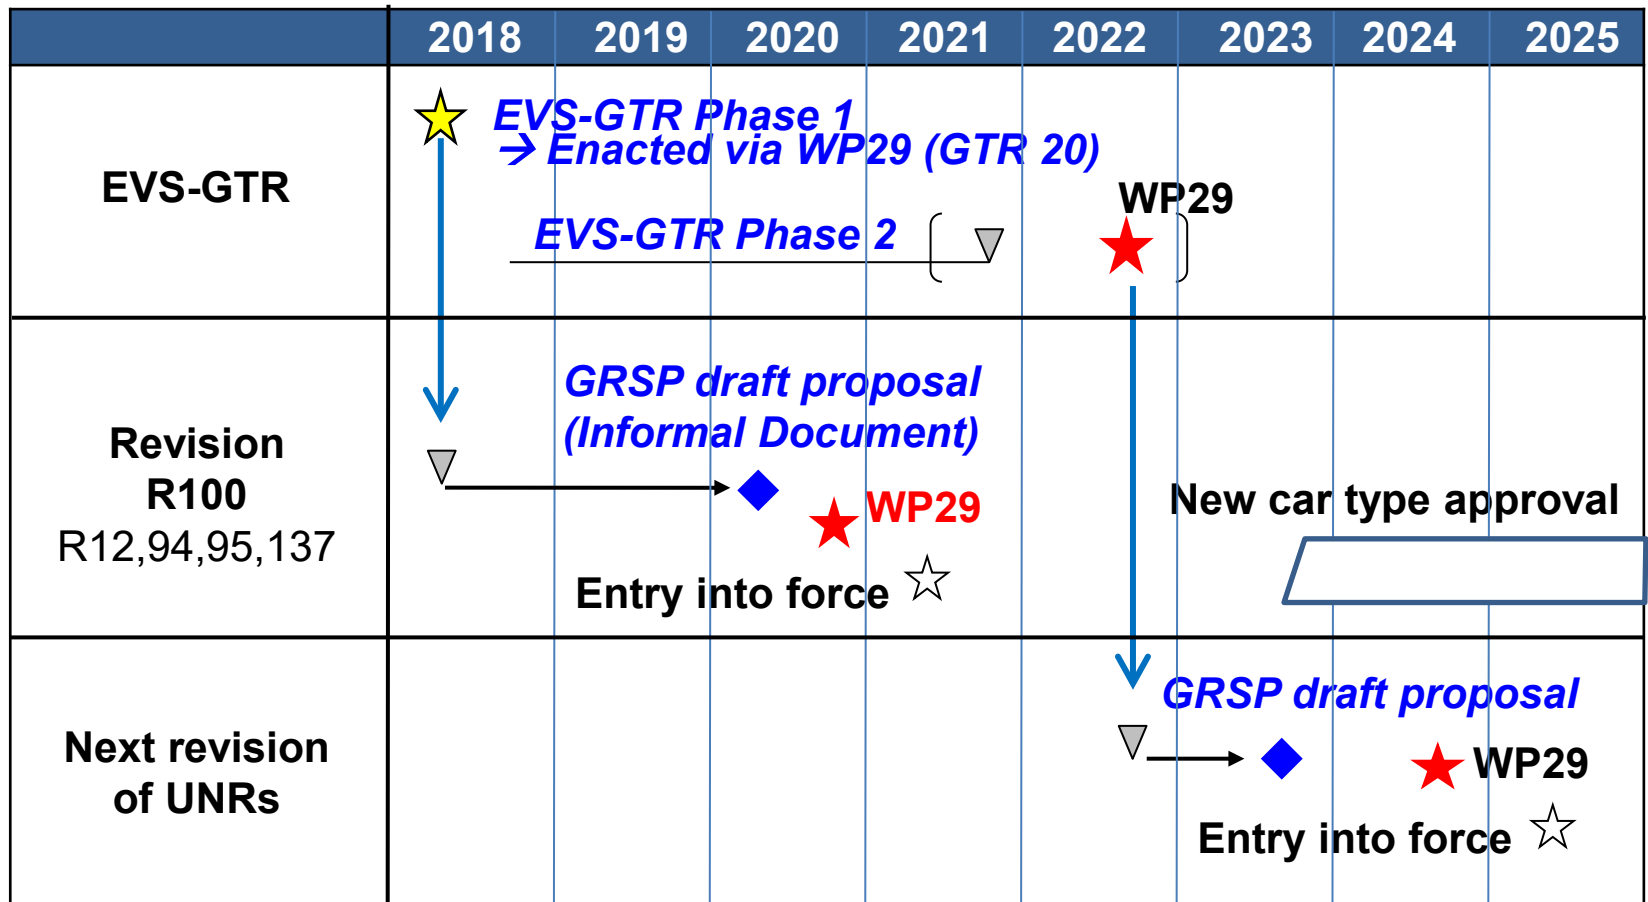 2018 2019 2020 2021 2022 2023 2024 2025
EVS-GTR
EVS-GTR Phase 1
→ Enacted via WP29 (GTR 20)
WP29
EVS-GTR Phase 2
Revision
R100
R12,94,95,137
GRSP draft proposal
(Informal Document)
WP29
Entry into force
New car type approval
Next revision
of UNRs
GRSP draft proposal
WP29
Entry into force